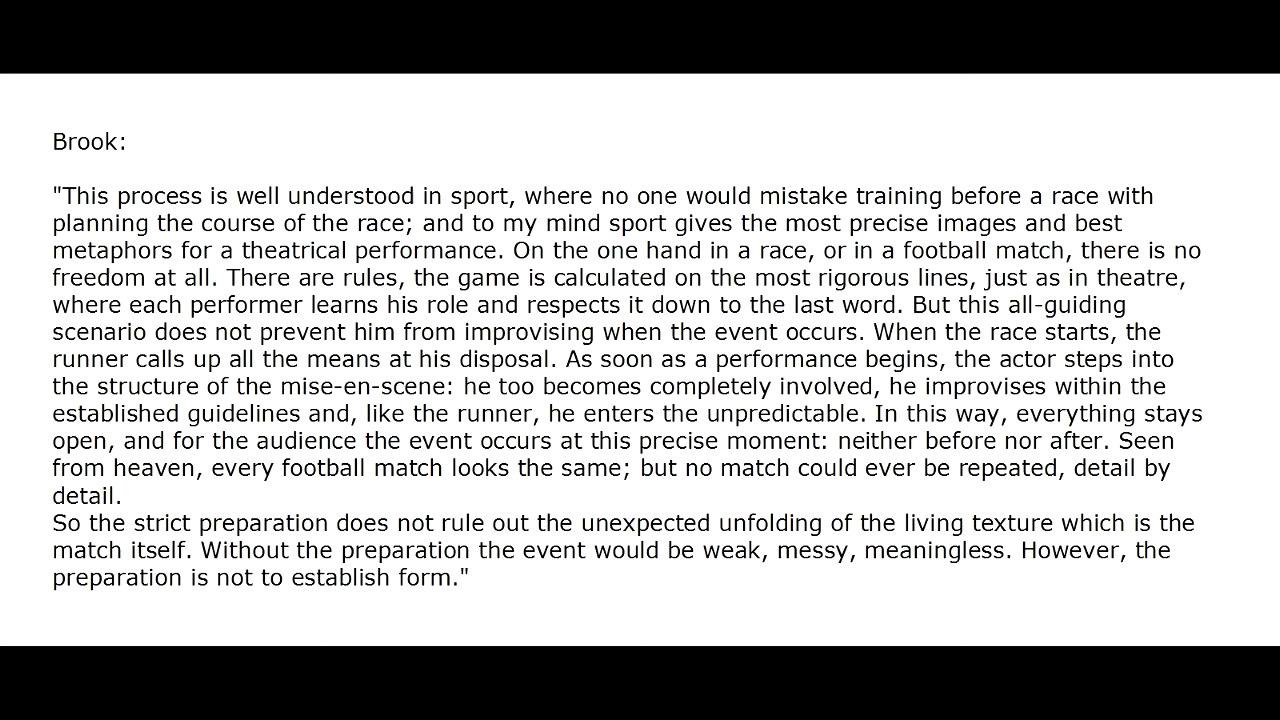 Brook:
"This process is well understood in sport, where no one would mistake training before a race with
planning the course of the race; and to my mind sport gives the most precise images and best
metaphors for a theatrical performance. On the one hand in a race, or in a football match, there is no
freedom at all. There are rules, the game is calculated on the most rigorous lines, just as in theatre,
where each performer learns his role and respects it down to the last word. But this all-guiding
scenario does not prevent him from improvising when the event occurs. When the race starts, the
runner calls up all the means at his disposal. As soon as a performance begins, the actor steps into
the structure of the mise-en-scene: he too becomes completely involved, he improvises within the
established guidelines and, like the runner, he enters the unpredictable. In this way, everything stays
open, and for the audience the event occurs at this precise moment: neither before nor after. Seen
from heaven, every football match looks the same; but no match could ever be repeated, detail by
detail.
So the strict preparation does not rule out the unexpected unfolding of the living texture which is the
match itself. Without the preparation the event would be weak, messy, meaningless. However, the
preparation is not to establish form."